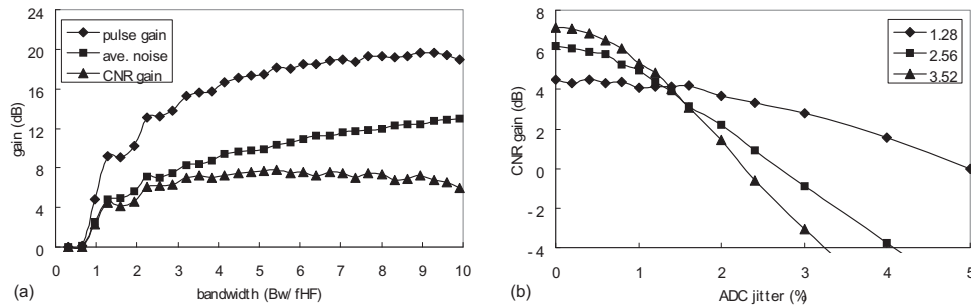 24
20
16
12
8
4
0
gain (dB)
pulse gain
ave. noise
CNR gain
0 1 2 3 4 5 6 7 8 9 10
bandwidth (Bw/ fHF)
(a)
8
6
4
2
0
- 2
- 4
CNR gain (dB)
1.28
2.56
3.52
0 1 2 3 4 5
ADC jitter (%)
(b)